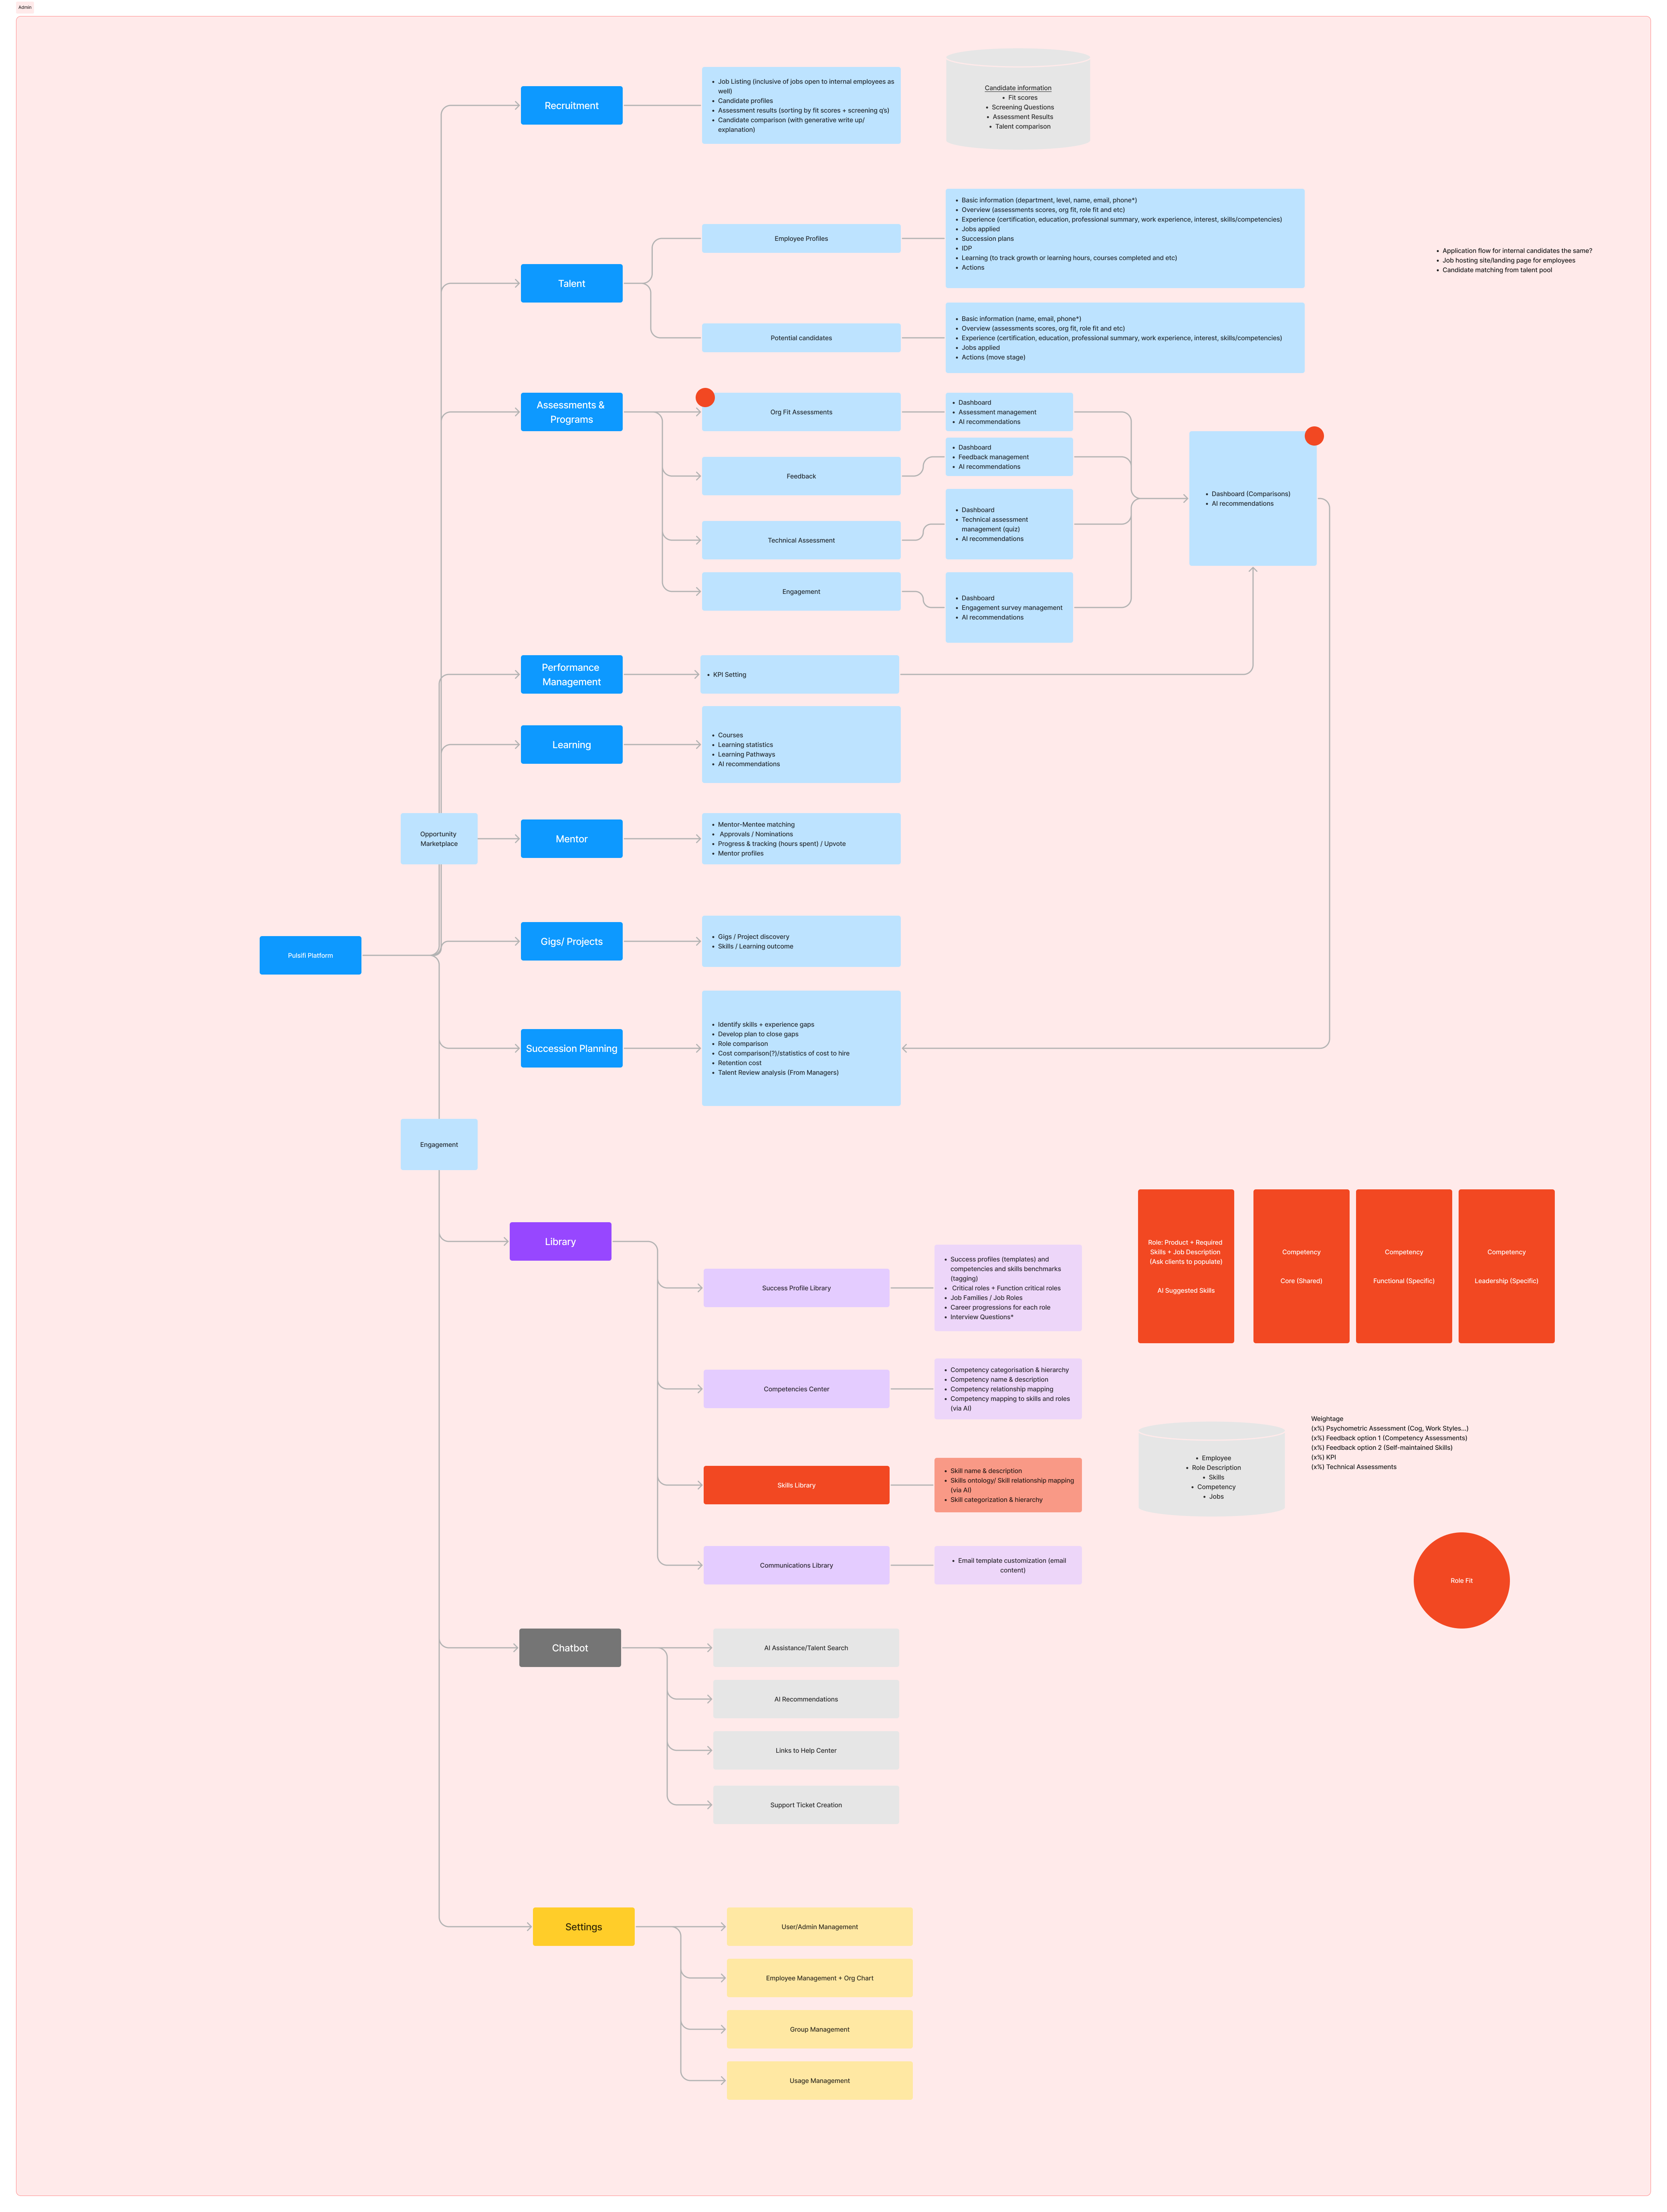 Admin
Recruitment
• Job Listing (inclusive of jobs open to internal employees as
well)
• Candidate profiles
• Assessment results (sorting by fit scores + screening q's)
• Candidate comparison (with generative write up/
explanation)
Candidate information
• Fit scores
• Screening Questions
• Assessment Results
• Talent comparison
Talent
Employee Profiles
• Basic information (department, level, name, email, phone*)
• Overview (assessments scores, org fit, role fit and etc)
• Experience (certification, education, professional summary, work experience, interest, skills/competencies)
• Jobs applied
• Succession plans
• IDP
• Learning (to track growth or learning hours, courses completed and etc)
• Actions
• Application flow for internal candidates the same?
• Job hosting site/landing page for employees
• Candidate matching from talent pool
Potential candidates
• Basic information (name, email, phone*)
• Overview (assessments scores, org fit, role fit and etc)
• Experience (certification, education, professional summary, work experience, interest, skills/competencies)
• Jobs applied
• Actions (move stage)
Assessments &
Programs
Org Fit Assessments
• Dashboard
• Assessment management
• AI recommendations
Feedback
• Dashboard
• Feedback management
• AI recommendations
Technical Assessment
• Dashboard
• Technical assessment
management (quiz)
• AI recommendations
Engagement
• Dashboard
• Engagement survey management
• AI recommendations
• Dashboard (Comparisons)
• AI recommendations
Performance
Management
• KPI Setting
Learning
• Courses
• Learning statistics
• Learning Pathways
• AI recommendations
Opportunity
Marketplace
Mentor
• Mentor-Mentee matching
• Approvals / Nominations
• Progress & tracking (hours spent) / Upvote
• Mentor profiles
Pulsifi Platform
Gigs/ Projects
• Gigs / Project discovery
• Skills / Learning outcome
Succession Planning
• Identify skills + experience gaps
• Develop plan to close gaps
• Role comparison
• Cost comparison(?)/statistics of cost to hire
• Retention cost
• Talent Review analysis (From Managers)
Engagement
Library
Success Profile Library
• Success profiles (templates) and
competencies and skills benchmarks
(tagging)
• Critical roles + Function critical roles
• Job Families / Job Roles
• Career progressions for each role
• Interview Questions*
Role: Product + Required
Skills + Job Description
(Ask clients to populate)
AI Suggested Skills
Competency
Core (Shared)
Competency
Functional (Specific)
Competency
Leadership (Specific)
Competencies Center
• Competency categorisation & hierarchy
• Competency name & description
• Competency relationship mapping
• Competency mapping to skills and roles
(via AI)
Skills Library
• Skill name & description
• Skills ontology/ Skill relationship mapping
(via AI)
• Skill categorization & hierarchy
• Employee
• Role Description
• Skills
• Competency
• Jobs
Weightage
(x%) Psychometric Assessment (Cog, Work Styles...)
(x%) Feedback option 1 (Competency Assessments)
(x%) Feedback option 2 (Self-maintained Skills)
(x%) KPI
(x%) Technical Assessments
Communications Library
• Email template customization (email
content)
Role Fit
Chatbot
AI Assistance/Talent Search
AI Recommendations
Links to Help Center
Support Ticket Creation
Settings
User/Admin Management
Employee Management + Org Chart
Group Management
Usage Management